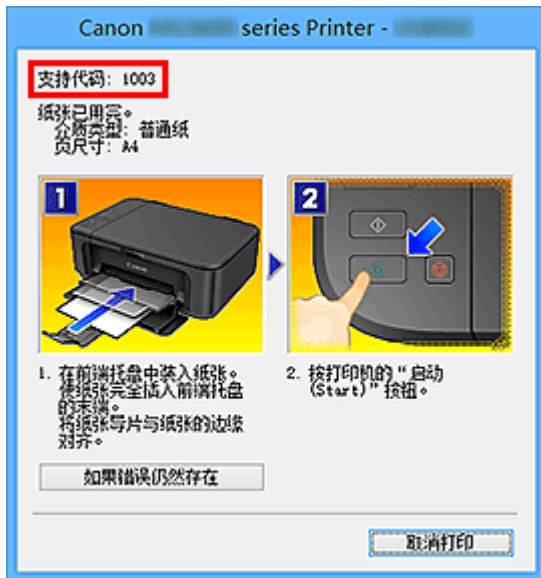 Canon series Printer -
支持代码: 1003
纸张已用完。
介质类型: 普通纸
页尺寸: A4
1
2
Canon
1. 在前端托盘中装入纸张。
使纸张完全插入前端托盘
的末端。
将纸张导片与纸张的边缘
对齐。
2. 按打印机的“启动
(Start)”按钮。
如果错误仍然存在
取消打印